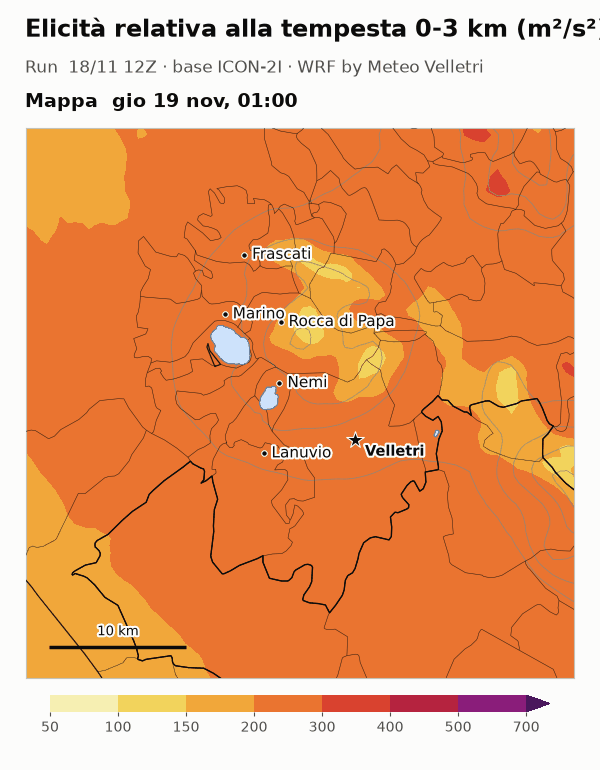 Elicità relativa alla tempesta 0-3 km (m²/s²)
Run 18/11 12Z · base ICON-2I · WRF by Meteo Velletri
Mappa gio 19 nov, 01:00
Frascati
Marino
Rocca di Papa
Nemi
Velletri
Lanuvio
10 km
50 100 150 200 300 400 500 700